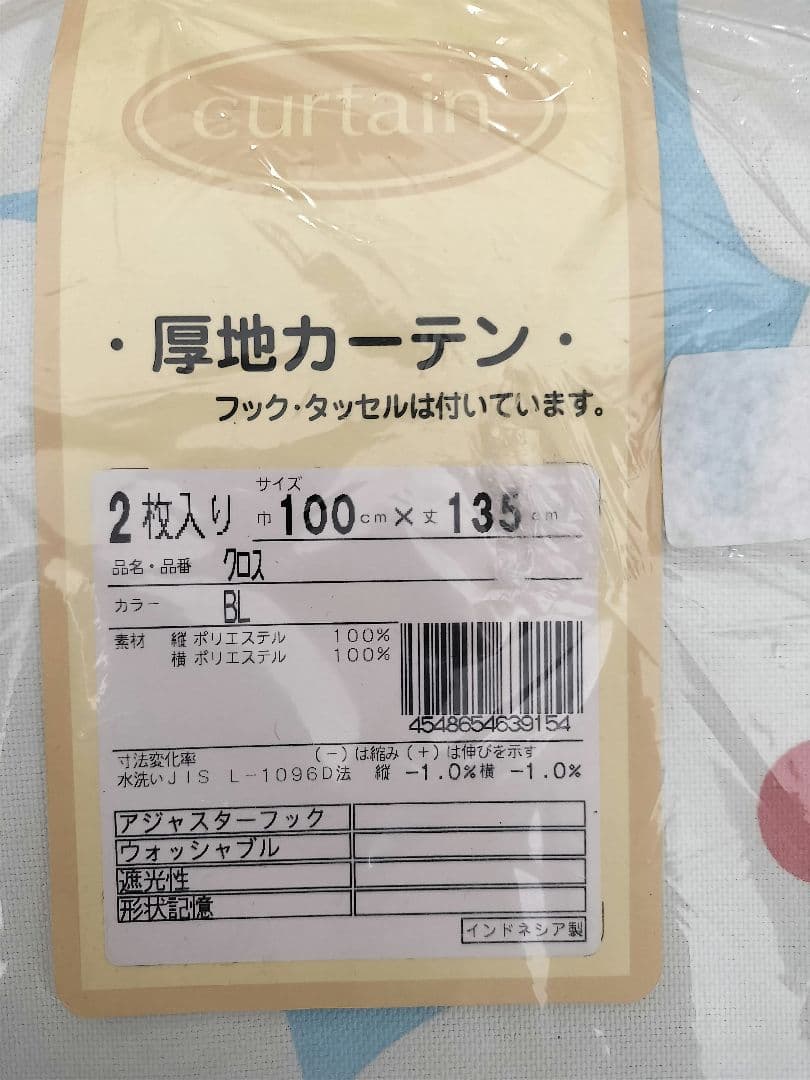 curtain
・厚地カーテン・
フック・タッセルは付いています。
サイズ
2枚入り 巾100cm×丈135cm
品名・品番 クロス
カラー BL
素材 縦 ポリエステル 100%
横 ポリエステル 100%
4548654639154
寸法変化率 (-)は縮み(+)は伸びを示す
水洗いJIS L-1096D法 縦 -1.0%横 -1.0%
アジャスターフック
ウォッシャブル
遮光性
形状記憶
インドネシア製